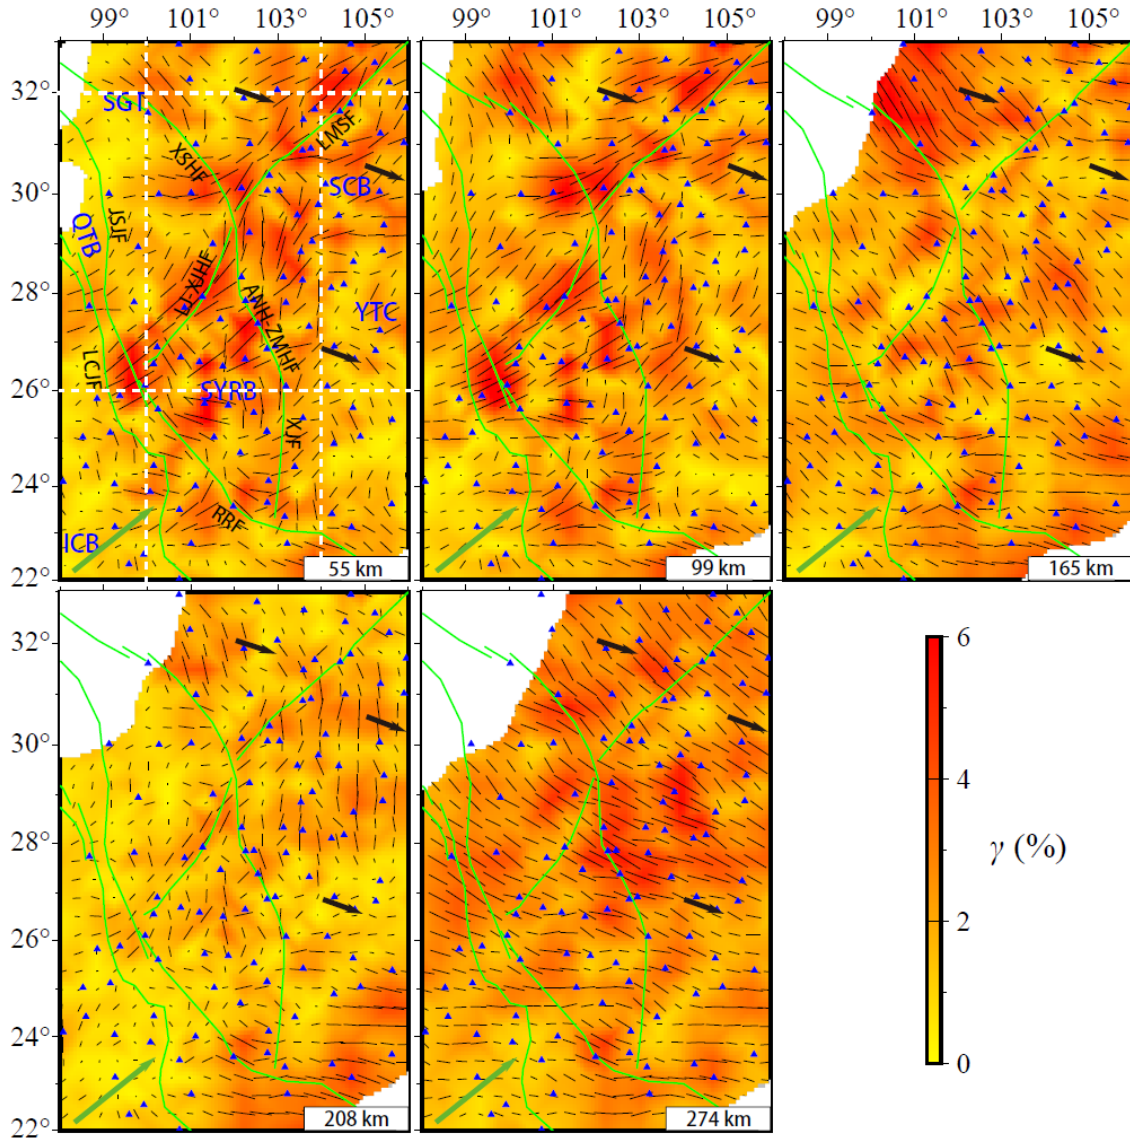 99° 101° 103° 105° 99° 101° 103° 105° 99° 101° 103° 105°
32°
30°
28°
26°
24°
22°
SGT
XSHF
LMSF
SCB
JSJF
QTB
LJ-XJHF
ANH-ZMHF
YTC
LCJF
SYRB
XJF
RRF
ICB
55 km
99 km
165 km
32°
30°
28°
26°
24°
22°
208 km
274 km
6
4
2
0
γ (%)